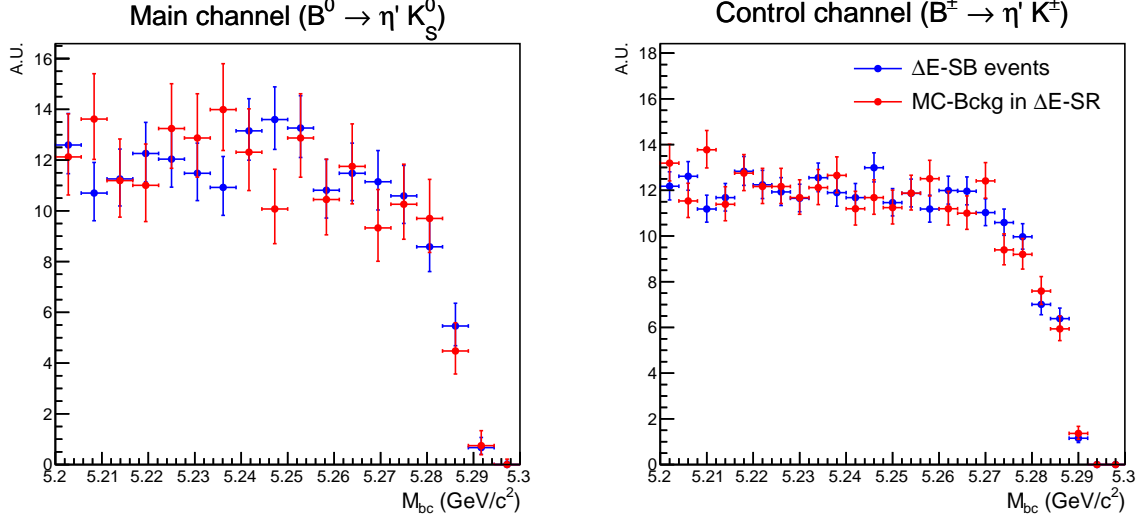 Main channel (B⁰ → η' K⁰_S)
A.U.
16
14
12
10
8
6
4
2
0
5.2 5.21 5.22 5.23 5.24 5.25 5.26 5.27 5.28 5.29 5.3
M_bc (GeV/c²)
Control channel (B^± → η' K^±)
A.U.
18
16
14
12
10
8
6
4
2
0
ΔE-SB events
MC-Bckg in ΔE-SR
5.2 5.21 5.22 5.23 5.24 5.25 5.26 5.27 5.28 5.29 5.3
M_bc (GeV/c²)